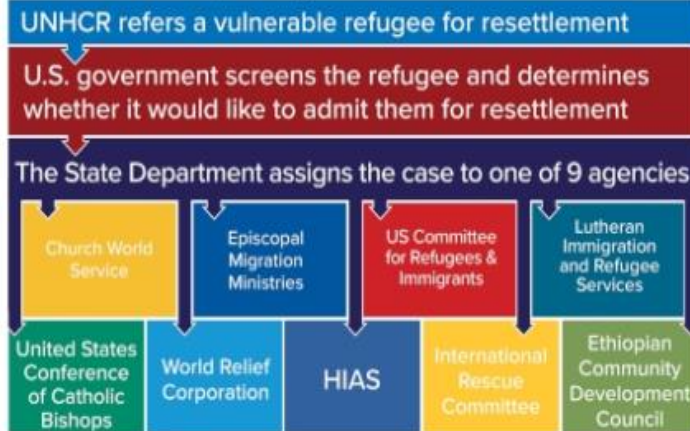 UNHCR refers a vulnerable refugee for resettlement
U.S. government screens the refugee and determines
whether it would like to admit them for resettlement
The State Department assigns the case to one of 9 agencies
Church World
Service
Episcopal
Migration
Ministries
US Committee
for Refugees &
Immigrants
Lutheran
Immigration
and Refugee
Services
United States
Conference
of Catholic
Bishops
World Relief
Corporation
HIAS
International
Rescue
Committee
Ethiopian
Community
Development
Council